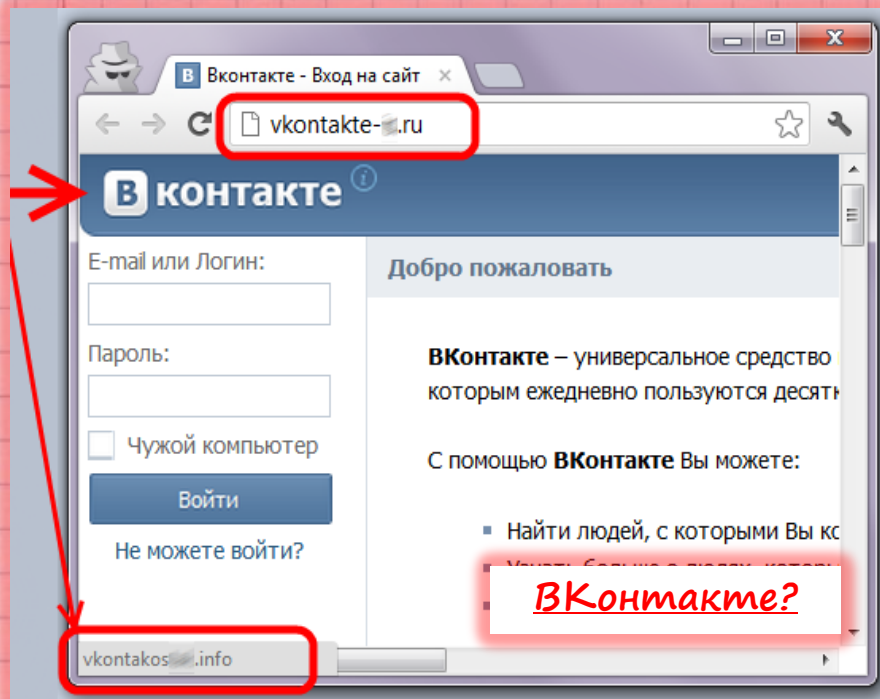 Вконтакте - Вход на сайт
vkontakte- .ru
В контакте
E-mail или Логин:
Добро пожаловать
Пароль:
ВКонтакте – универсальное средство
которым ежедневно пользуются десятк
Чужой компьютер
С помощью ВКонтакте Вы можете:
Войти
Найти людей, с которыми Вы ко
Не можете войти?
ВКонтакте?
vkontakos .info